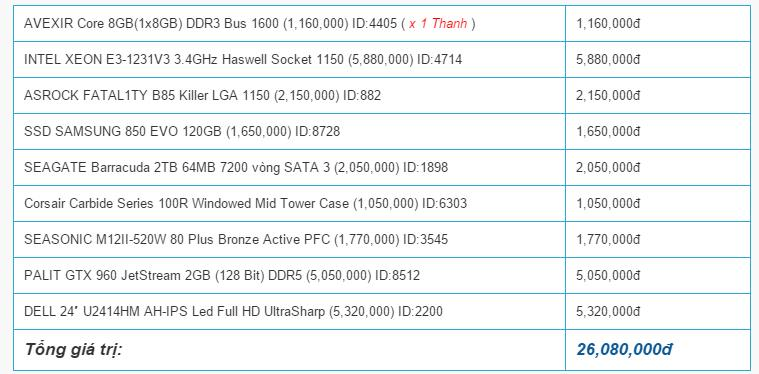 AVEXIR Core 8GB(1x8GB) DDR3 Bus 1600 (1,160,000) ID:4405 ( x 1 Thanh ) 1,160,000đ
INTEL XEON E3-1231V3 3.4GHz Haswell Socket 1150 (5,880,000) ID:4714 5,880,000đ
ASROCK FATAL1TY B85 Killer LGA 1150 (2,150,000) ID:882 2,150,000đ
SSD SAMSUNG 850 EVO 120GB (1,650,000) ID:8728 1,650,000đ
SEAGATE Barracuda 2TB 64MB 7200 vòng SATA 3 (2,050,000) ID:1898 2,050,000đ
Corsair Carbide Series 100R Windowed Mid Tower Case (1,050,000) ID:6303 1,050,000đ
SEASONIC M12II-520W 80 Plus Bronze Active PFC (1,770,000) ID:3545 1,770,000đ
PALIT GTX 960 JetStream 2GB (128 Bit) DDR5 (5,050,000) ID:8512 5,050,000đ
DELL 24″ U2414HM AH-IPS Led Full HD UltraSharp (5,320,000) ID:2200 5,320,000đ
Tổng giá trị: 26,080,000đ